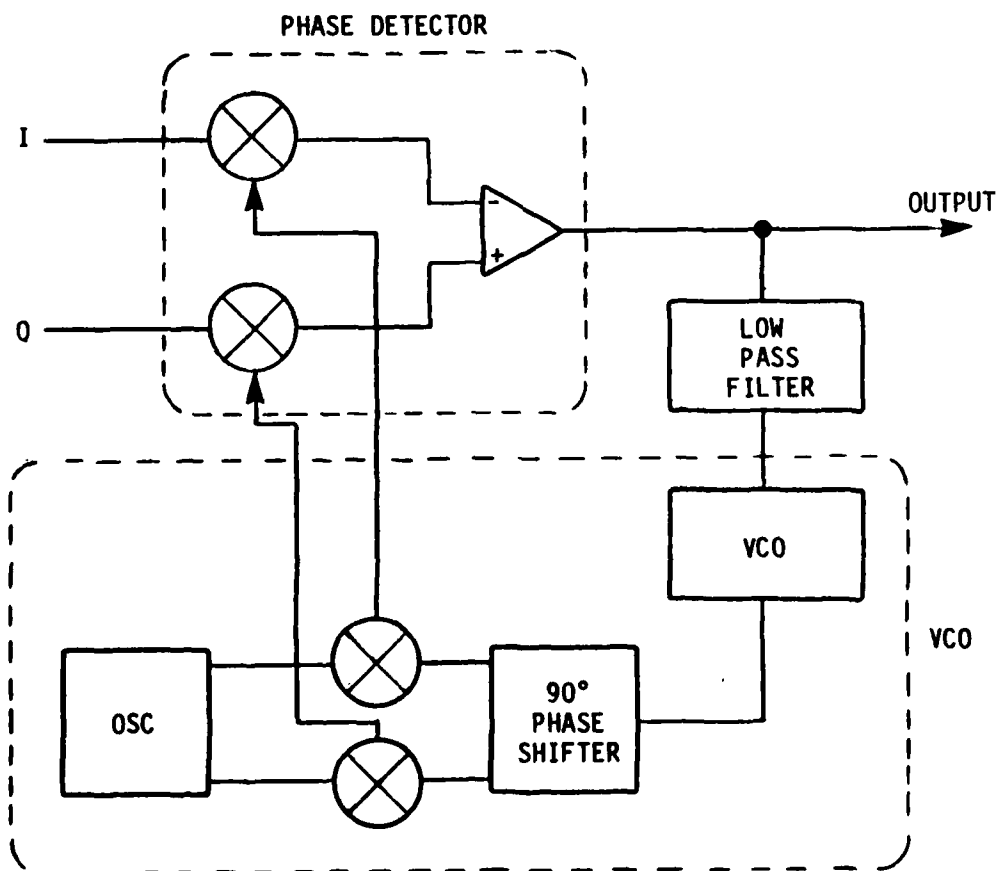 PHASE DETECTOR
I
-
OUTPUT
+
Q
LOW
PASS
FILTER
VCO
VCO
OSC
90°
PHASE
SHIFTER